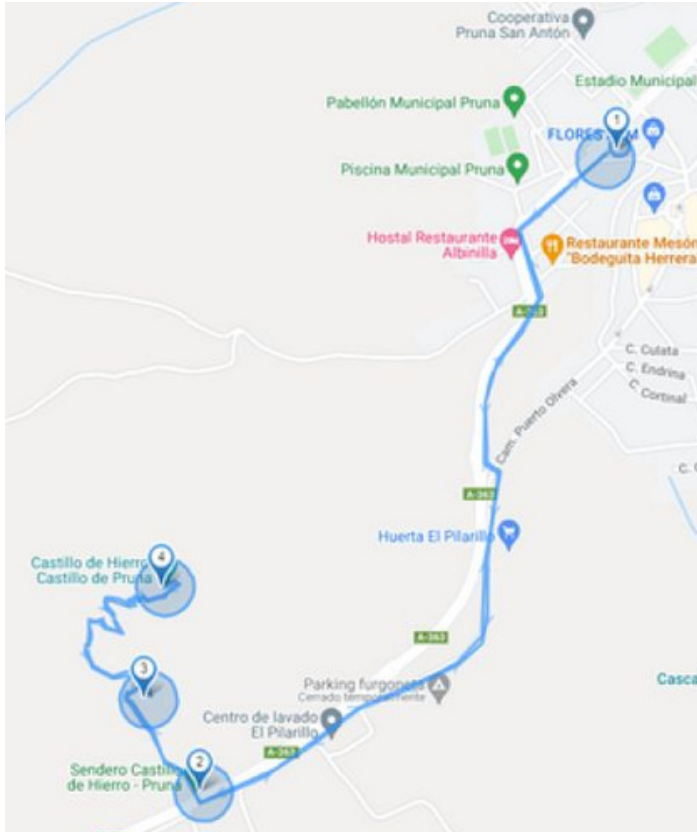 Cooperativa
Pruna San Antón
Estadio Municipal
Pabellón Municipal Pruna
1
FLORES
M
Piscina Municipal Pruna
Hostal Restaurante
Albinilla
Restaurante Mesón
"Bodeguita Herrera
A-363
C. Culata
C. Endrina
C. Cortinal
Cam. Puerto Olvera
C.
A-363
Huerta El Pilarillo
Castillo de Hierro
Castillo de Pruna
4
A-363
3
Parking furgoneta
Cerrado temporalmente
Casca
Centro de lavado
El Pilarillo
A-363
Sendero Castillo
de Hierro - Pruna
2